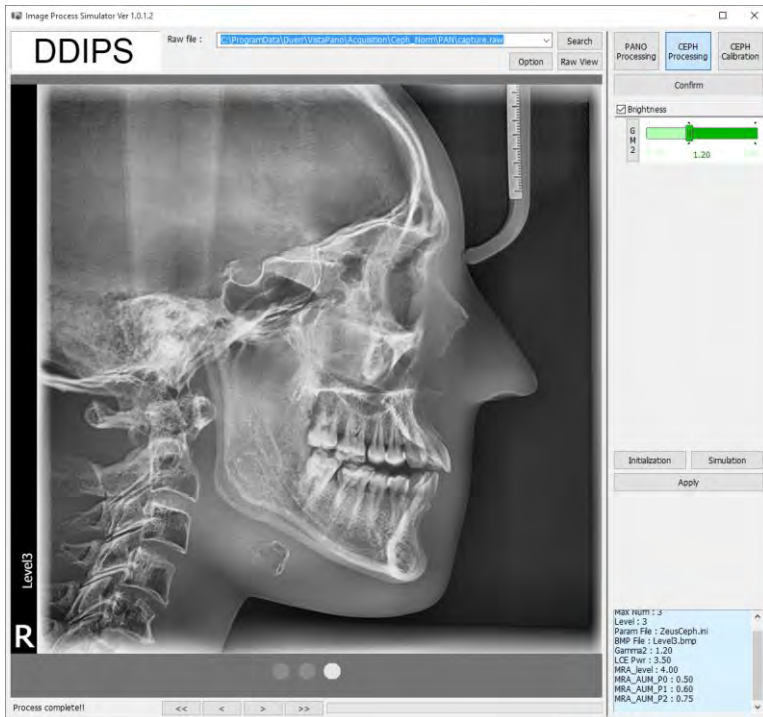 Image Process Simulator Ver 1.0.1.2
DDIPS
Raw file :
C:\ProgramData\Duerr\VistaPano\Acquisition\Ceph_Norm\PAN\capture.raw
Search
Option
Raw View
PANO
Processing
CEPH
Processing
CEPH
Calibration
Confirm
Brightness
G
M
2
1.20
Initialization
Simulation
Apply
Level3
R
Max Num : 3
Level : 3
Param File : ZeusCeph.ini
BMP File : Level3.bmp
Gamma2 : 1.20
LCE Pwr : 3.50
MRA_level : 4.00
MRA_AUM_P0 : 0.50
MRA_AUM_P1 : 0.60
MRA_AUM_P2 : 0.75
Process complete!!
<<
<
>
>>